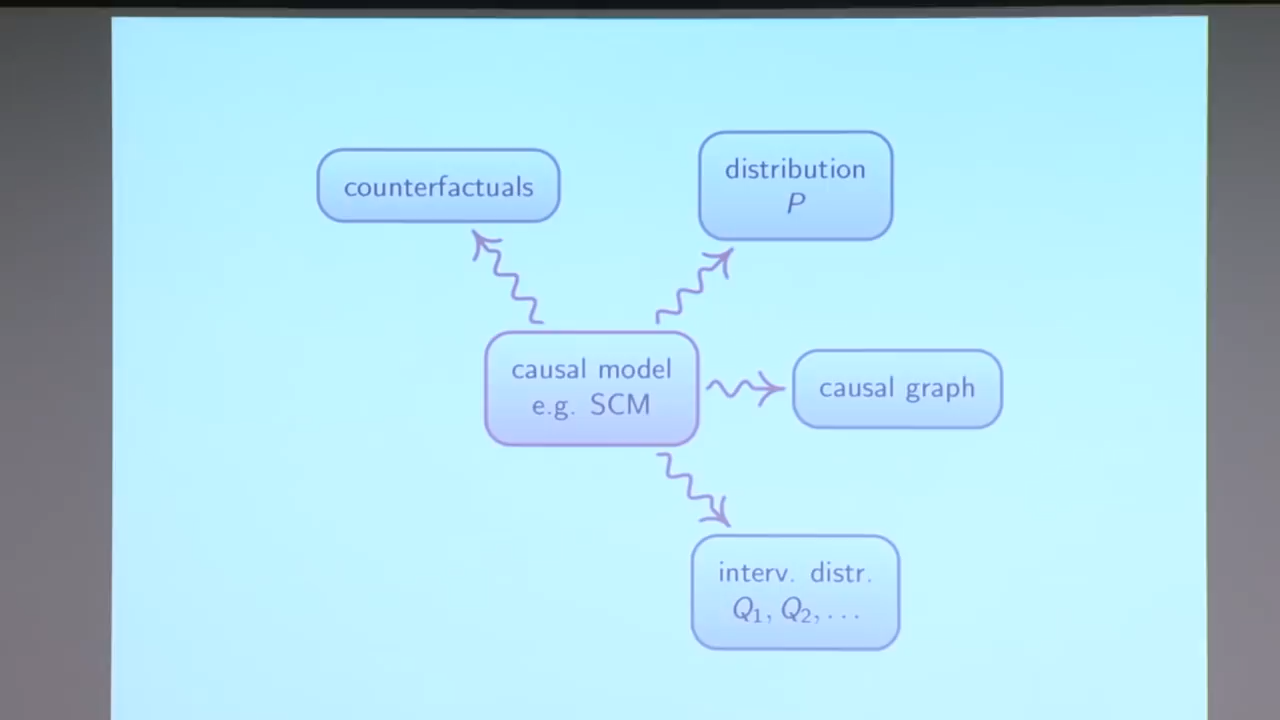 counterfactuals
distribution
P
causal model
e.g. SCM
causal graph
interv. distr.
Q₁, Q₂, . . .